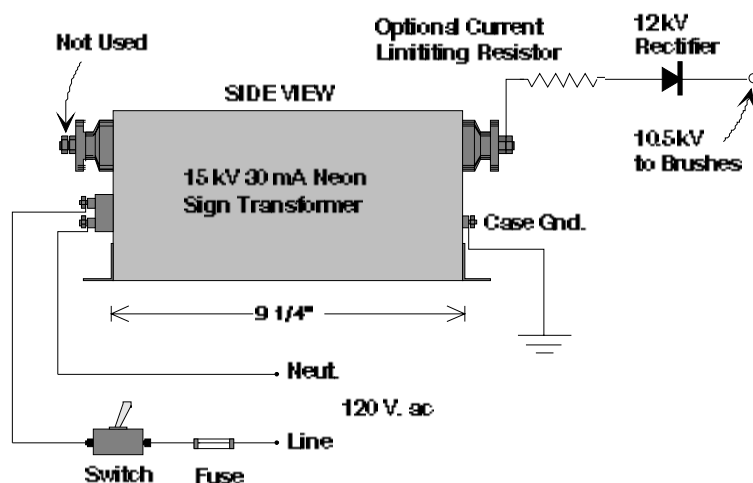 Not Used
Optional Current
Limititing Resistor
12kV
Rectifier
SIDE VIEW
10.5kV
to Brushes
15 kV 30 mA Neon
Sign Transformer
Case Gnd.
9 1/4"
Neut.
120 V. ac
Line
Switch
Fuse